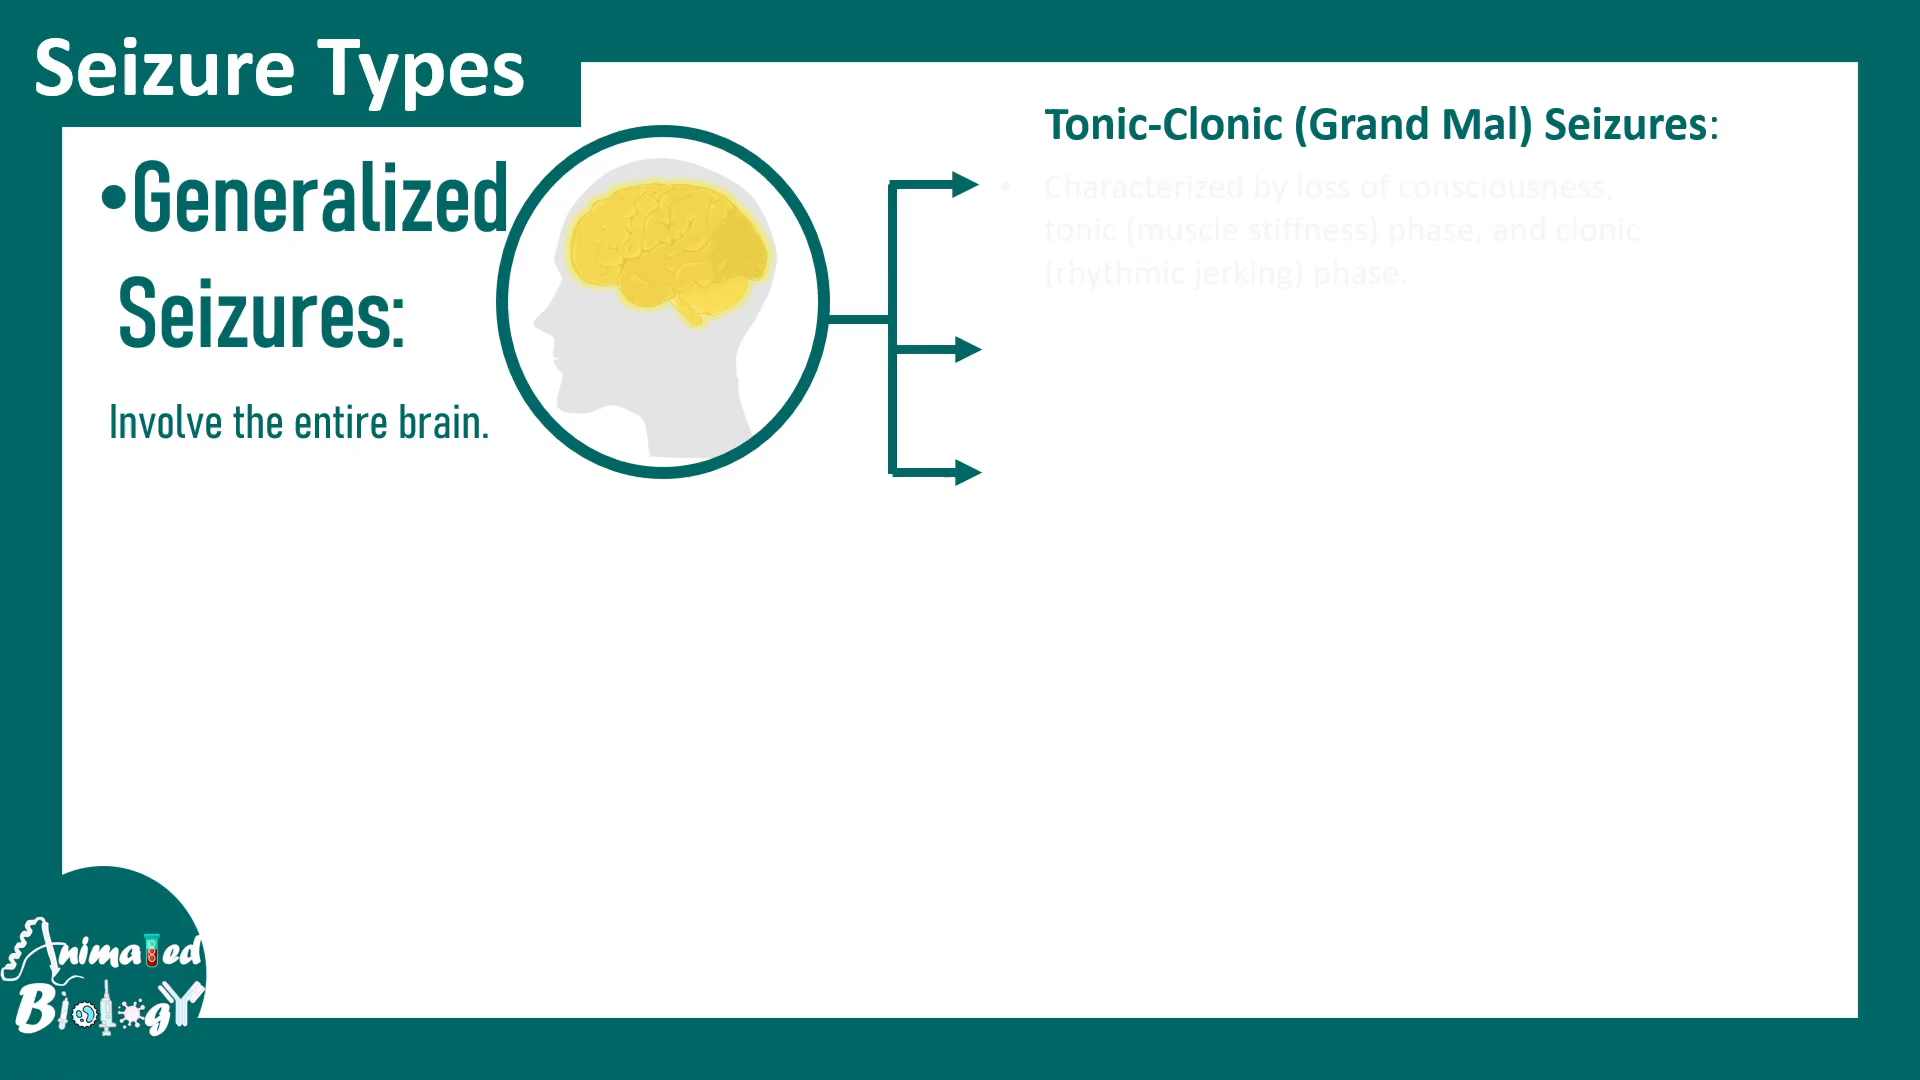 Seizure Types
•Generalized
Seizures:
Involve the entire brain.
Tonic-Clonic (Grand Mal) Seizures:
• Characterized by loss of consciousness,
tonic (muscle stiffness) phase, and clonic
(rhythmic jerking) phase.
Animated
BiologY